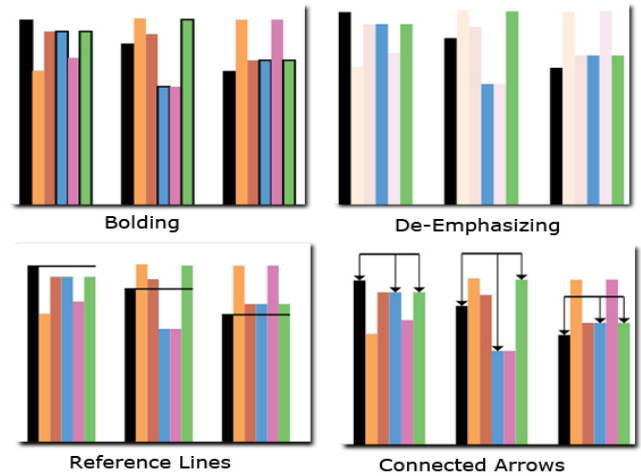 Bolding
De-Emphasizing
Reference Lines
Connected Arrows